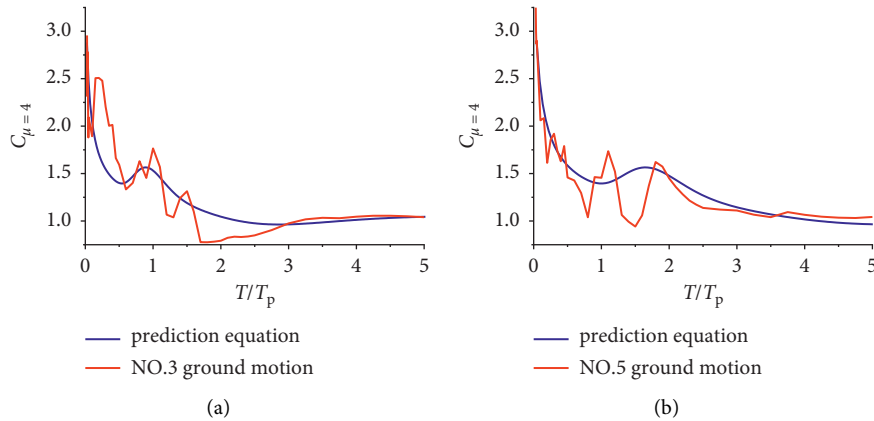 3.0
2.5
2.0
1.5
1.0
C μ = 4
0 1 2 3 4 5
T/Tp
prediction equation
NO.3 ground motion
(a)
3.0
2.5
2.0
1.5
1.0
C μ = 4
0 1 2 3 4 5
T/Tp
prediction equation
NO.5 ground motion
(b)